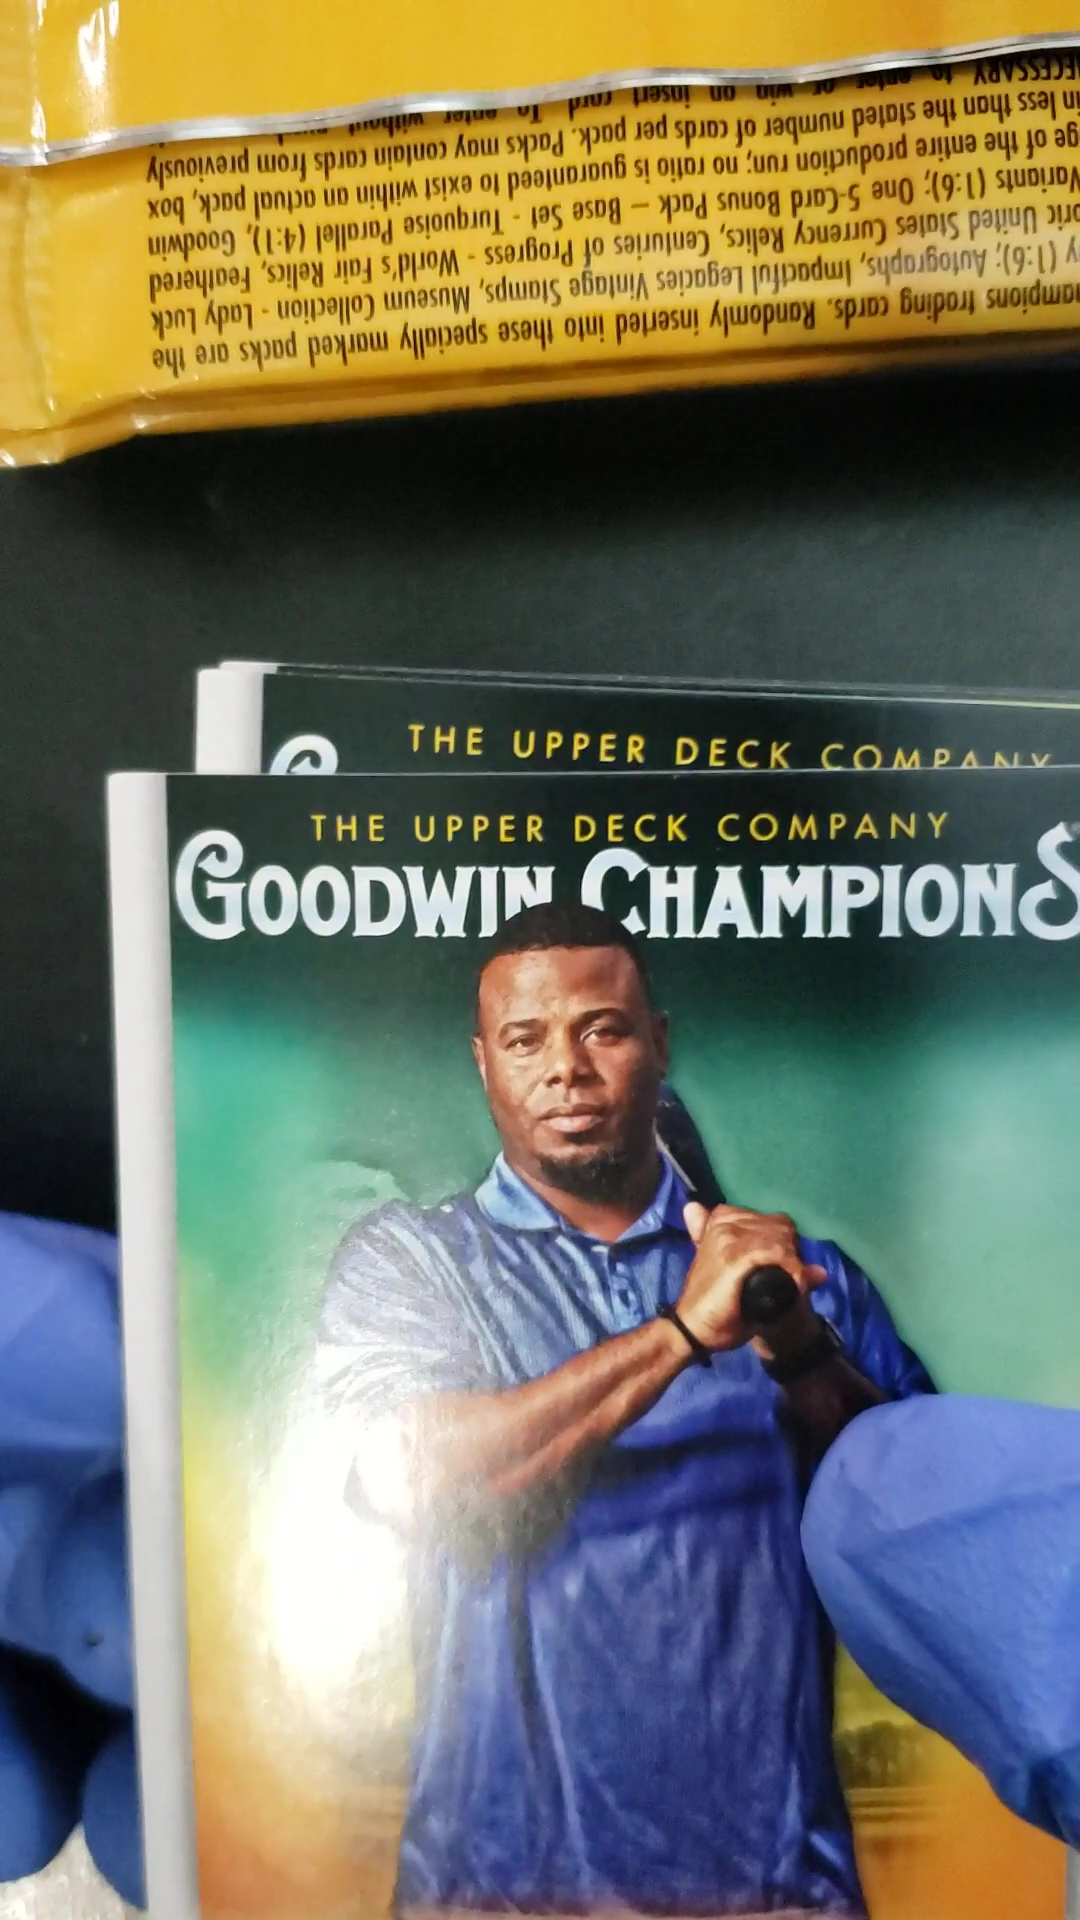 ompions trading cards. Randomly inserted into these specially marked packs are the
y (1:6); Autographs, Impactful Legacies Vintage Stamps, Museum Collection - Lady Luck
oric United States Currency Relics, Centuries of Progress - World's Fair Relics, Feathered
Variants (1:6); One 5-Card Bonus Pack – Base Set - Turquoise Parallel (4:1), Goodwin
ge of the entire production run; no ratio is guaranteed to exist within an actual pack, box
in less than the stated number of cards per pack. Packs may contain cards from previously
ECESSARY to enter or win an insert card. To enter without
THE UPPER DECK COMPANY
THE UPPER DECK COMPANY
GOODWIN CHAMPIONS